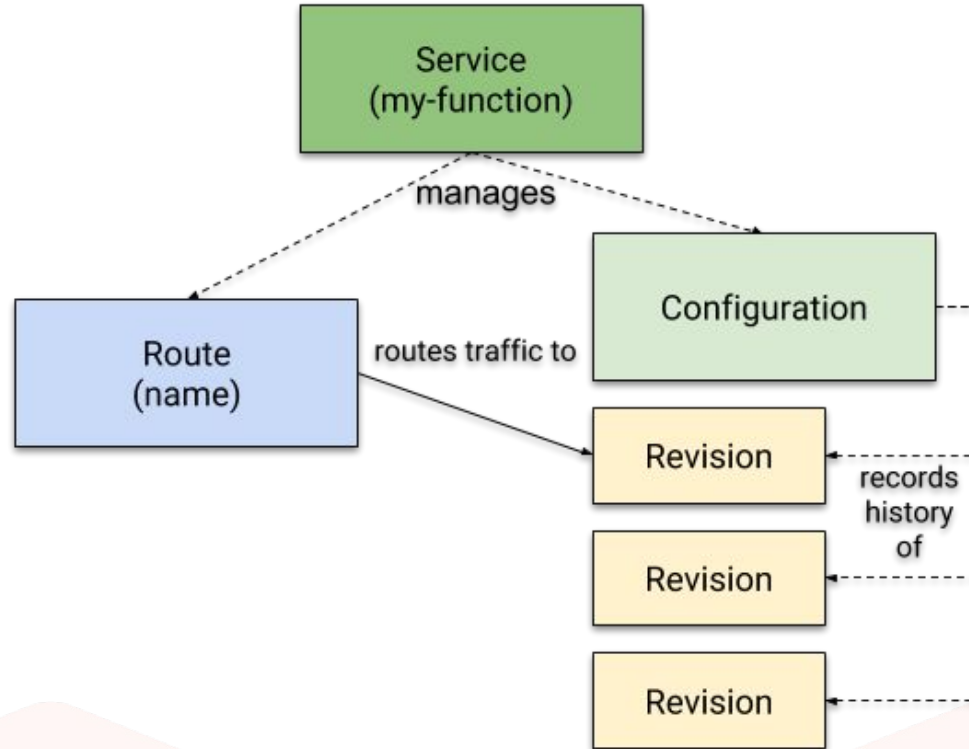 Service
(my-function)
manages
Configuration
Route
(name)
routes traffic to
Revision
records
history
of
Revision
Revision